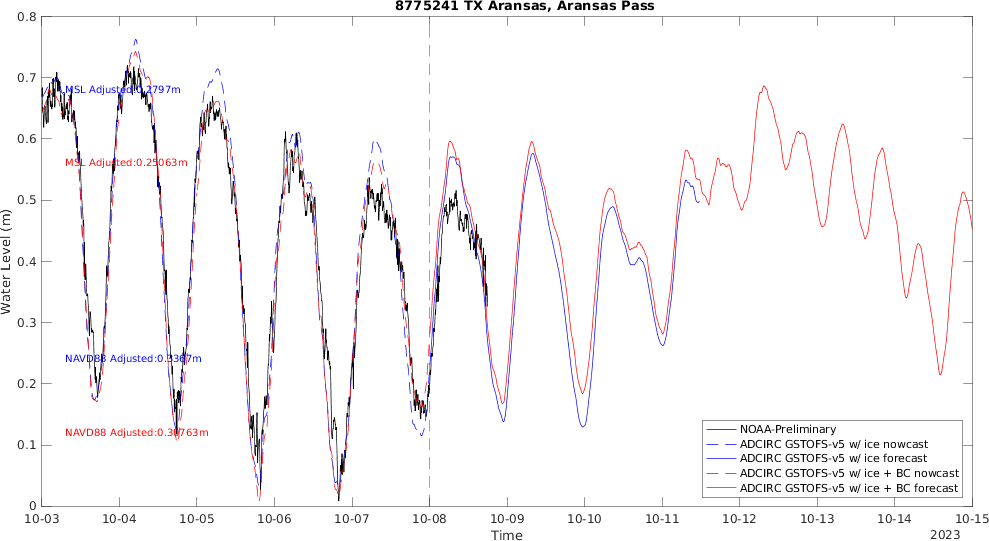 8775241 TX Aransas, Aransas Pass
0.8
0.7
0.6
0.5
0.4
0.3
0.2
0.1
0
Water Level (m)
MSL Adjusted:0.2797m
MSL Adjusted:0.25063m
NAVD88 Adjusted:0.3367m
NAVD88 Adjusted:0.30763m
NOAA-Preliminary
ADCIRC GSTOFS-v5 w/ ice nowcast
ADCIRC GSTOFS-v5 w/ ice forecast
ADCIRC GSTOFS-v5 w/ ice + BC nowcast
ADCIRC GSTOFS-v5 w/ ice + BC forecast
10-03 10-04 10-05 10-06 10-07 10-08 10-09 10-10 10-11 10-12 10-13 10-14 10-15
Time
2023